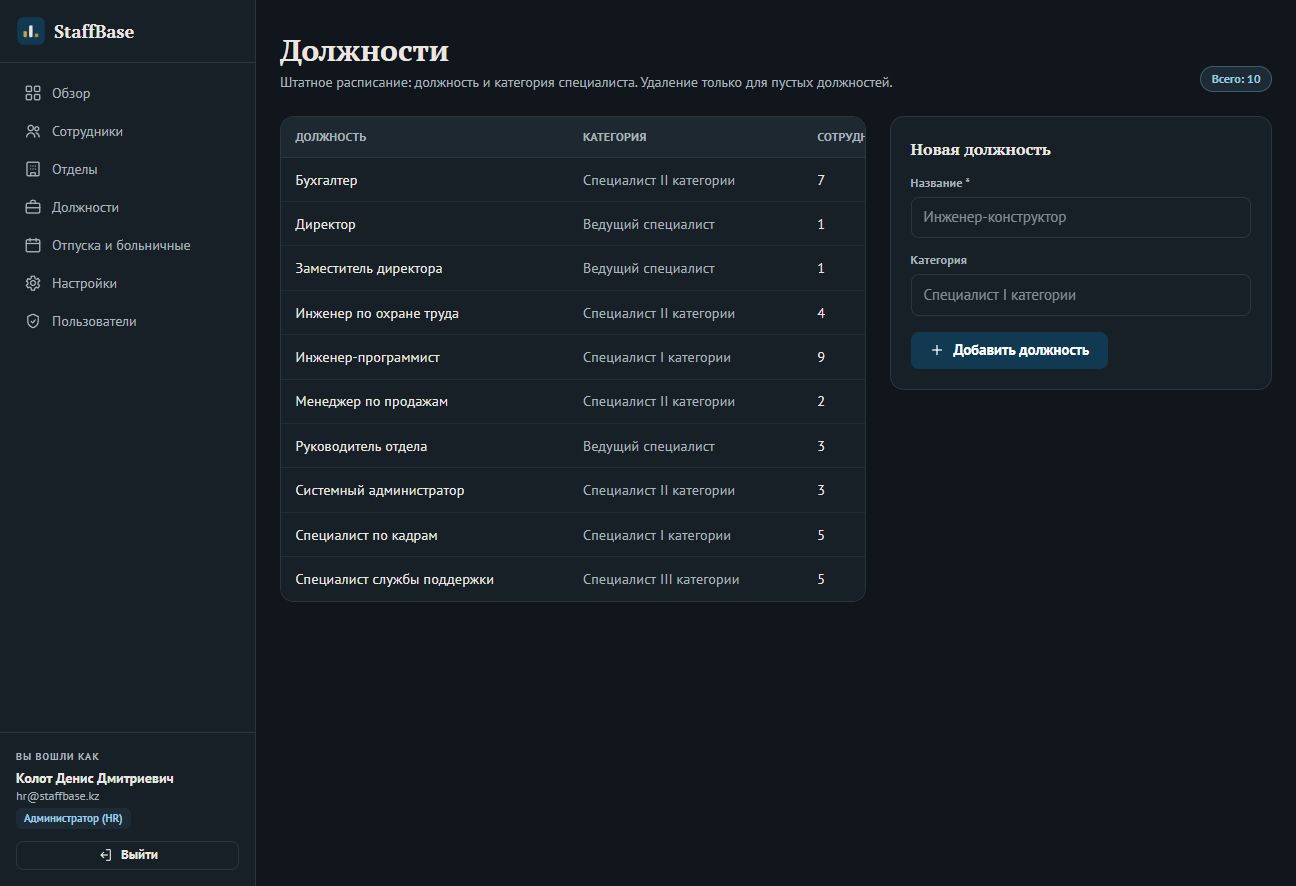 StaffBase
Обзор
Сотрудники
Отделы
Должности
Отпуска и больничные
Настройки
Пользователи
ВЫ ВОШЛИ КАК
Колот Денис Дмитриевич
hr@staffbase.kz
Администратор (HR)
Выйти
Должности
Штатное расписание: должность и категория специалиста. Удаление только для пустых должностей.
Всего: 10
ДОЛЖНОСТЬ КАТЕГОРИЯ СОТРУДН
Бухгалтер Специалист II категории 7
Директор Ведущий специалист 1
Заместитель директора Ведущий специалист 1
Инженер по охране труда Специалист II категории 4
Инженер-программист Специалист I категории 9
Менеджер по продажам Специалист II категории 2
Руководитель отдела Ведущий специалист 3
Системный администратор Специалист II категории 3
Специалист по кадрам Специалист I категории 5
Специалист службы поддержки Специалист III категории 5
Новая должность
Название *
Инженер-конструктор
Категория
Специалист I категории
+ Добавить должность